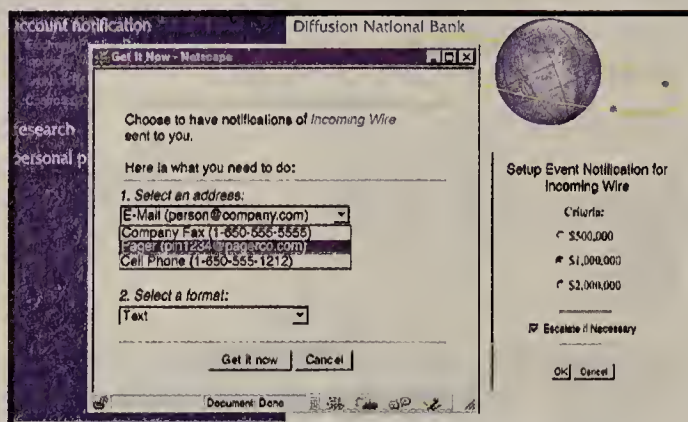 account notification
Diffusion National Bank
Get It Now - Netscape
Choose to have notifications of Incoming Wire
sent to you.
Here is what you need to do:
1. Select an address:
E-Mail (person@company.com)
Company Fax (1-650-555-5555)
Pager (pin1234@pagerco.com)
Cell Phone (1-650-555-1212)
2. Select a format:
Text
Get it now
Cancel
Document: Done
esearch
personal p
Setup Event Notification for
Incoming Wire
Criteria:
$500,000
$1,000,000
$2,000,000
Escalate if Necessary
OK
Cancel